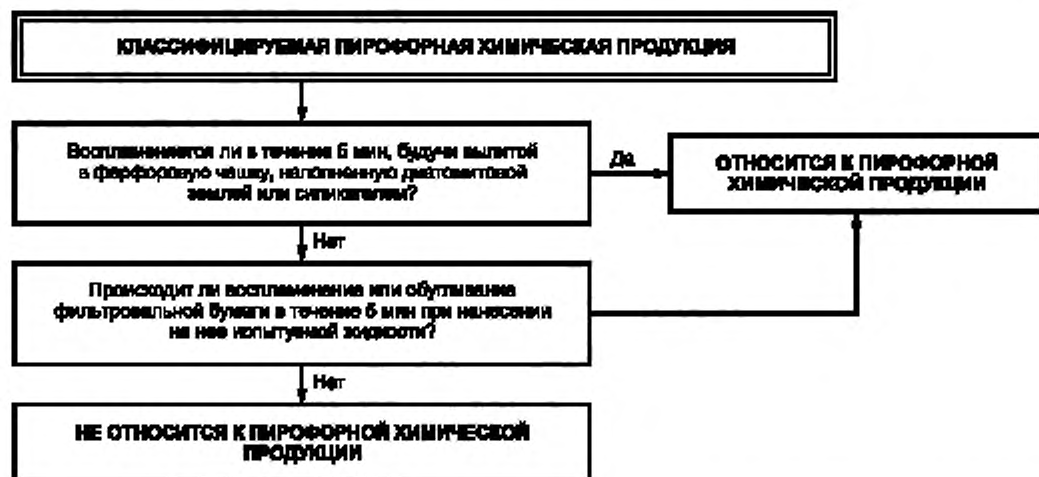 КЛАССИФИЦИРУЕМАЯ ПИРОФОРНАЯ ХИМИЧЕСКАЯ ПРОДУКЦИЯ
Воспламеняется ли в течение 5 мин, будучи вылитой
в фарфоровую чашку, наполненную диатомитовой
землей или силикагелем?
Да
ОТНОСИТСЯ К ПИРОФОРНОЙ
ХИМИЧЕСКОЙ ПРОДУКЦИИ
Нет
Происходит ли воспламенение или обугливание
фильтровальной бумаги в течение 5 мин при нанесении
на нее испытуемой жидкости?
Нет
НЕ ОТНОСИТСЯ К ПИРОФОРНОЙ ХИМИЧЕСКОЙ
ПРОДУКЦИИ